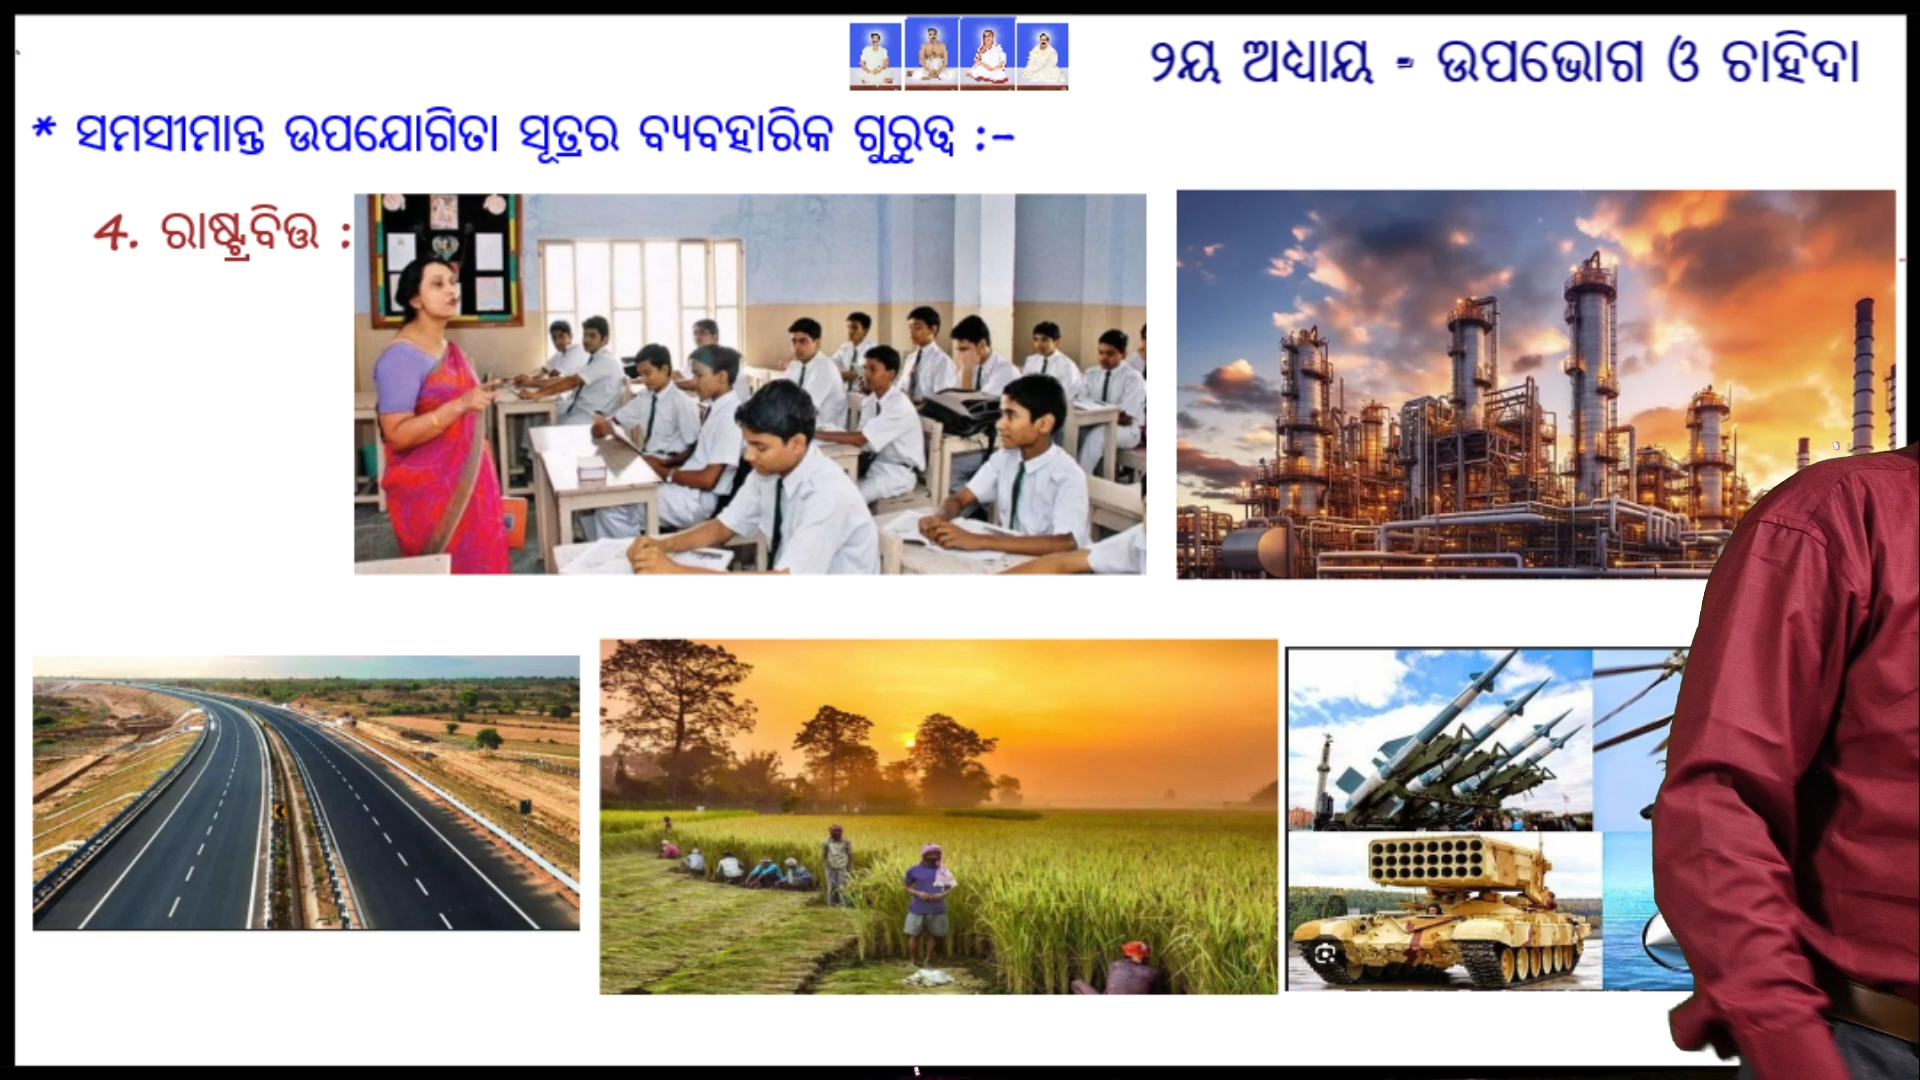 ୨ୟ ଅଧ୍ୟାୟ - ଉପଭୋଗ ଓ ଚାହିଦା
* ସମସୀମାନ୍ତ ଉପଯୋଗିତା ସୂତ୍ରର ବ୍ୟବହାରିକ ଗୁରୁତ୍ୱ :-
4. ରାଷ୍ଟ୍ରବିତ୍ତ :